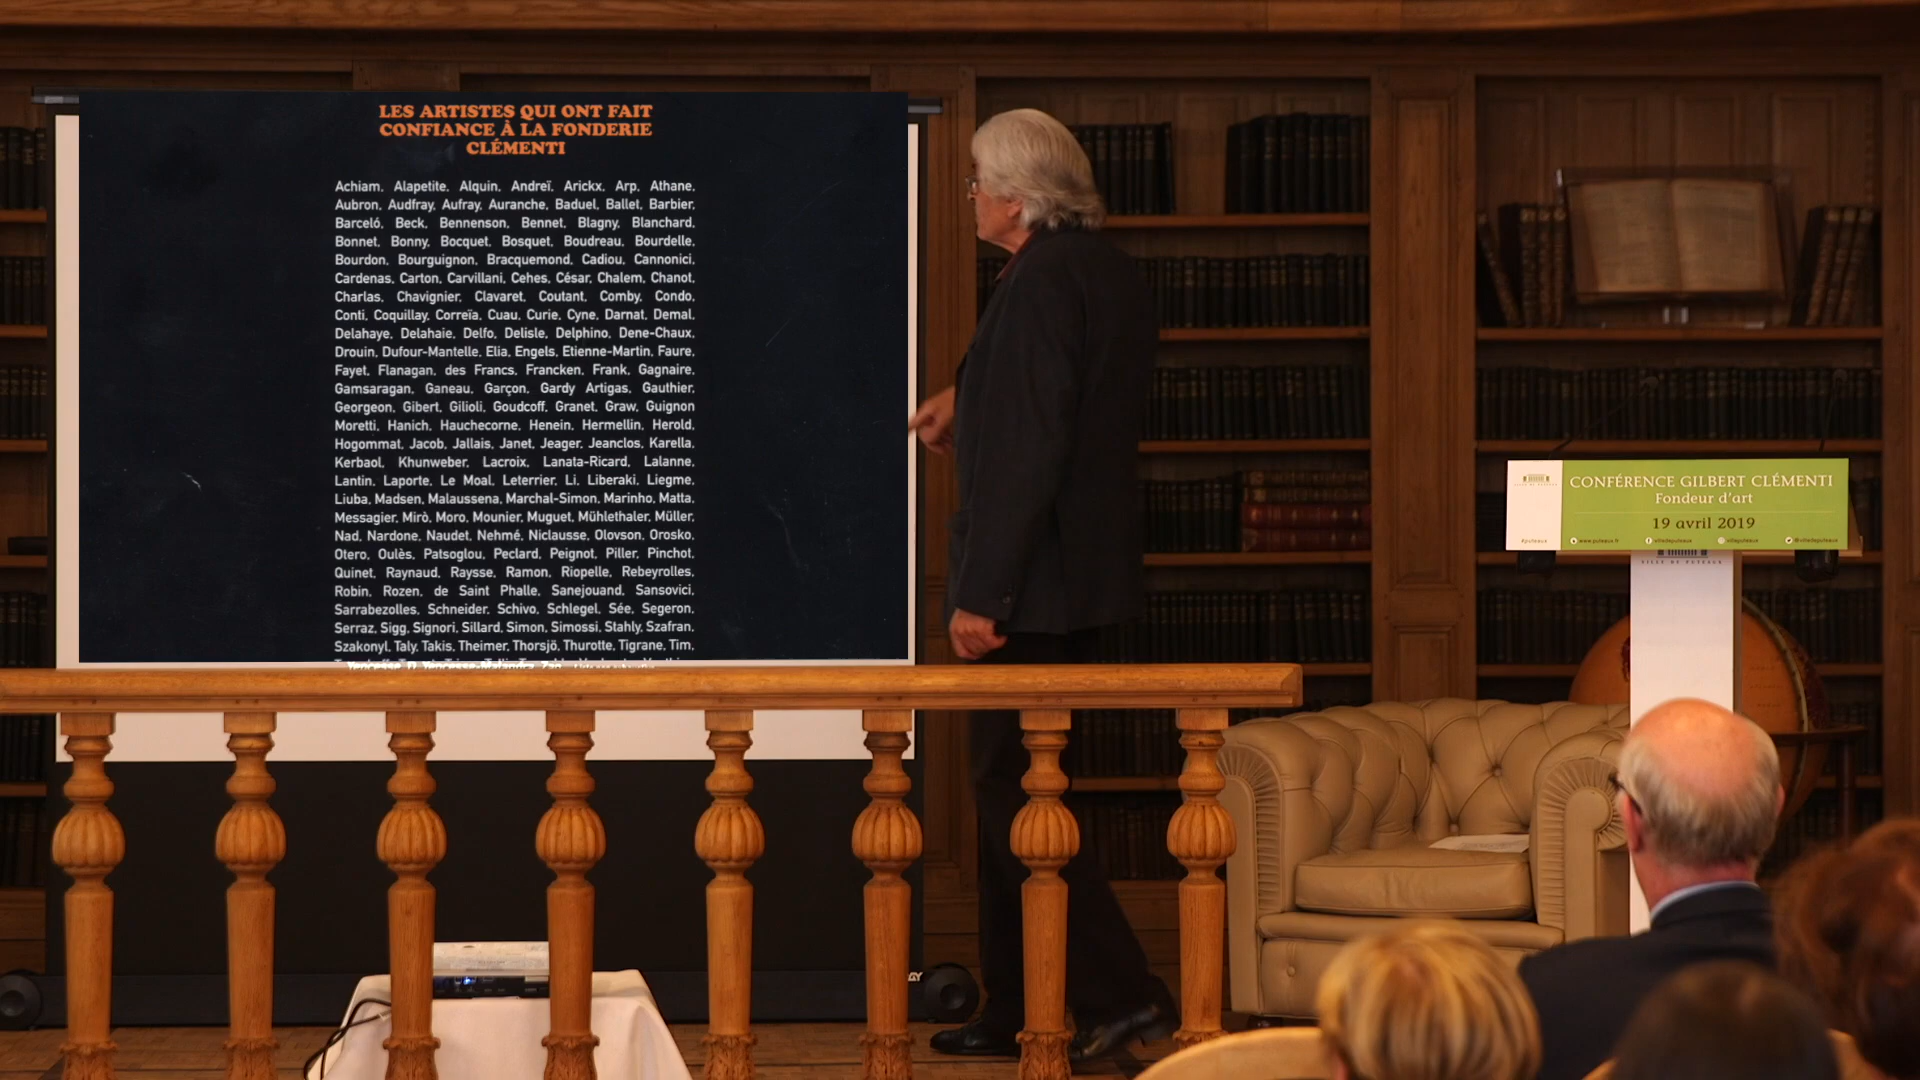 LES ARTISTES QUI ONT FAIT
CONFIANCE À LA FONDERIE
CLÉMENTI
Achiam, Alapetite, Alquin, Andreï, Arickx, Arp, Athane,
Aubron, Audfray, Aufray, Auranche, Baduel, Ballet, Barbier,
Barceló, Beck, Bennenson, Bennet, Blagny, Blanchard,
Bonnet, Bonny, Bocquet, Bosquet, Boudreau, Bourdelle,
Bourdon, Bourguignon, Bracquemond, Cadiou, Cannonici,
Cardenas, Carton, Carvillani, Cehes, César, Chalem, Chanot,
Charlas, Chavignier, Clavaret, Coutant, Comby, Condo,
Conti, Coquillay, Correïa, Cuau, Curie, Cyne, Darnat, Demal,
Delahaye, Delahaie, Delfo, Delisle, Delphino, Dene-Chaux,
Drouin, Dufour-Mantelle, Elia, Engels, Etienne-Martin, Faure,
Fayet, Flanagan, des Francs, Francken, Frank, Gagnaire,
Gamsaragan, Ganeau, Garçon, Gardy Artigas, Gauthier,
Georgeon, Gibert, Gilioli, Goudcoff, Granet, Graw, Guignon
Moretti, Hanich, Hauchecorne, Henein, Hermellin, Herold,
Hogommat, Jacob, Jallais, Janet, Jeager, Jeanclos, Karella,
Kerbaol, Khunweber, Lacroix, Lanata-Ricard, Lalanne,
Lantin, Laporte, Le Moal, Leterrier, Li, Liberaki, Liegme,
Liuba, Madsen, Malaussena, Marchal-Simon, Marinho, Matta,
Messagier, Mirò, Moro, Mounier, Muguet, Mühlethaler, Müller,
Nad, Nardone, Naudet, Nehmé, Niclausse, Olovson, Orosko,
Otero, Oulès, Patsoglou, Peclard, Peignot, Piller, Pinchot,
Quinet, Raynaud, Raysse, Ramon, Riopelle, Rebeyrolles,
Robin, Rozen, de Saint Phalle, Sanejouand, Sansovici,
Sarrabezolles, Schneider, Schivo, Schlegel, Sée, Segeron,
Serraz, Sigg, Signori, Sillard, Simon, Simossi, Stahly, Szafran,
Szakonyl, Taly, Takis, Theimer, Thorsjö, Thurotte, Tigrane, Tim,
CONFÉRENCE GILBERT CLÉMENTI
Fondeur d'art
19 avril 2019
#puteaux www.puteaux.fr villedeputeaux villeputeaux @villedeputeaux
VILLE DE PUTEAUX